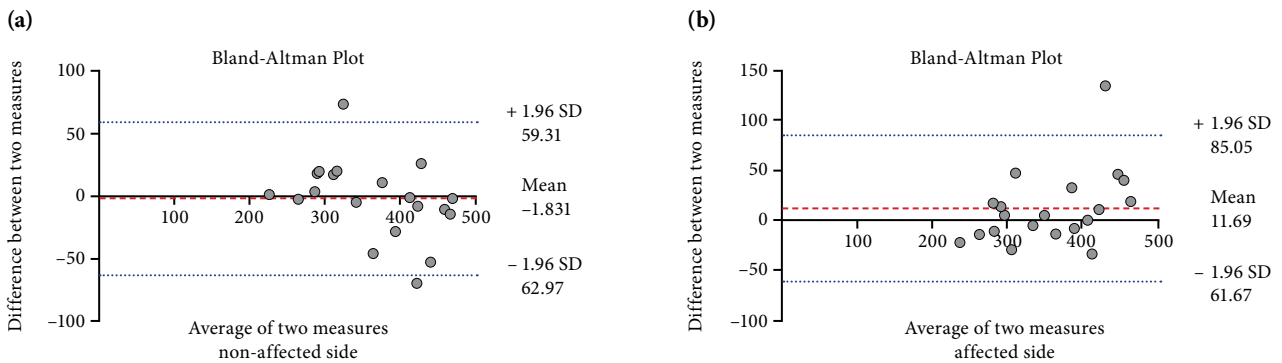 (a)
Bland-Altman Plot
Difference between two measures
100
50
0
−50
−100
100
200
300
400
500
+ 1.96 SD
59.31
Mean
−1.831
− 1.96 SD
62.97
Average of two measures
non-affected side
(b)
Bland-Altman Plot
Difference between two measures
150
100
50
0
−50
−100
100
200
300
400
500
+ 1.96 SD
85.05
Mean
11.69
− 1.96 SD
61.67
Average of two measures
affected side